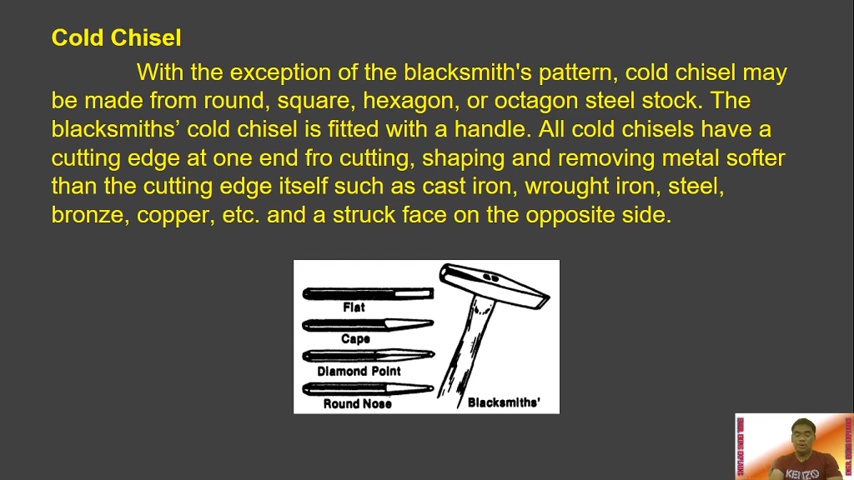 Cold Chisel
With the exception of the blacksmith's pattern, cold chisel may
be made from round, square, hexagon, or octagon steel stock. The
blacksmiths’ cold chisel is fitted with a handle. All cold chisels have a
cutting edge at one end fro cutting, shaping and removing metal softer
than the cutting edge itself such as cast iron, wrought iron, steel,
bronze, copper, etc. and a struck face on the opposite side.
Flat
Cape
Diamond Point
Round Nose
Blacksmiths'
KENZO